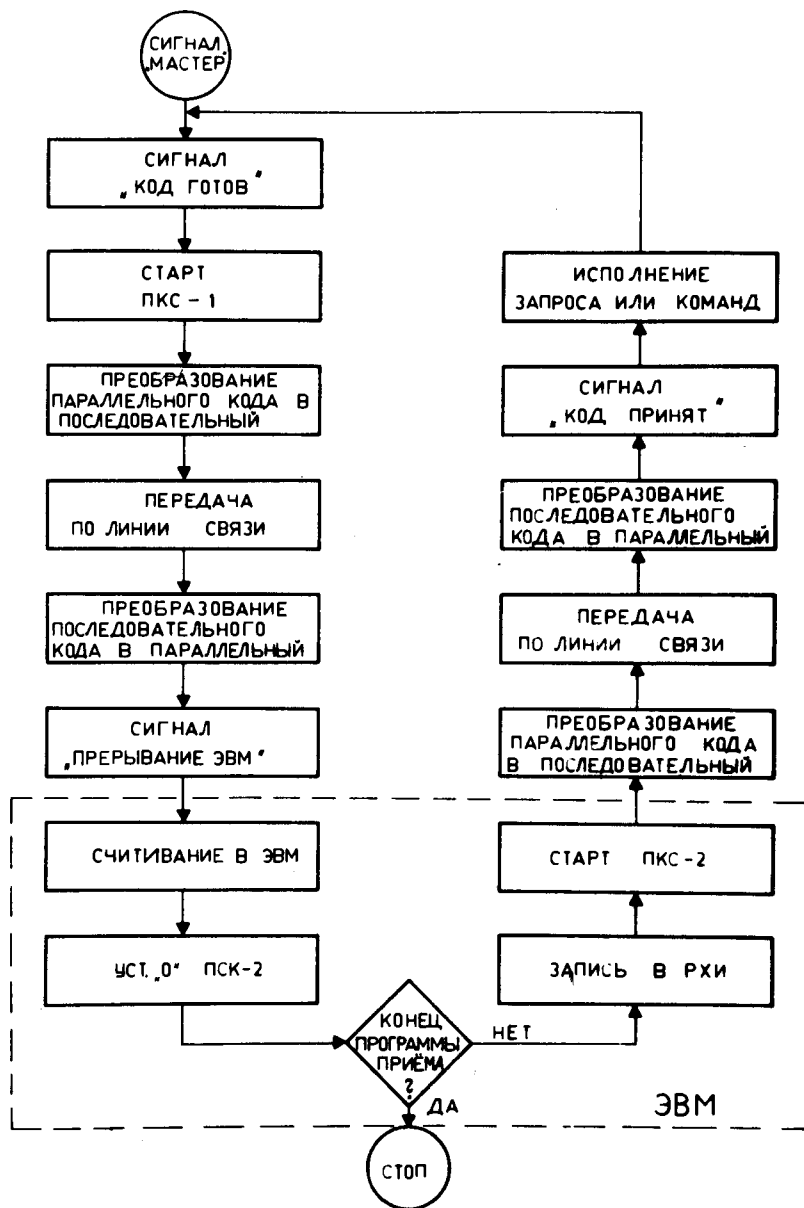 СИГНАЛ
„МАСТЕР"
СИГНАЛ
„КОД ГОТОВ"
СТАРТ
ПКС-1
ПРЕОБРАЗОВАНИЕ
ПАРАЛЛЕЛЬНОГО КОДА В
ПОСЛЕДОВАТЕЛЬНЫЙ
ПЕРЕДАЧА
ПО ЛИНИИ СВЯЗИ
ПРЕОБРАЗОВАНИЕ
ПОСЛЕДОВАТЕЛЬНОГО
КОДА В ПАРАЛЛЕЛЬНЫЙ
СИГНАЛ
„ПРЕРЫВАНИЕ ЭВМ"
СЧИТИВАНИЕ В ЭВМ
УСТ. „0" ПСК-2
КОНЕЦ
ПРОГРАММЫ
ПРИЁМА
?
НЕТ
ДА
СТОП
ЗАПИСЬ В РХИ
СТАРТ ПКС-2
ПРЕОБРАЗОВАНИЕ
ПАРАЛЛЕЛЬНОГО КОДА
В ПОСЛЕДОВАТЕЛЬНЫЙ
ПЕРЕДАЧА
ПО ЛИНИИ СВЯЗИ
ПРЕОБРАЗОВАНИЕ
ПОСЛЕДОВАТЕЛЬНОГО
КОДА В ПАРАЛЛЕЛЬНЫЙ
СИГНАЛ
„КОД ПРИНЯТ"
ИСПОЛНЕНИЕ
ЗАПРОСА ИЛИ КОМАНД
ЭВМ